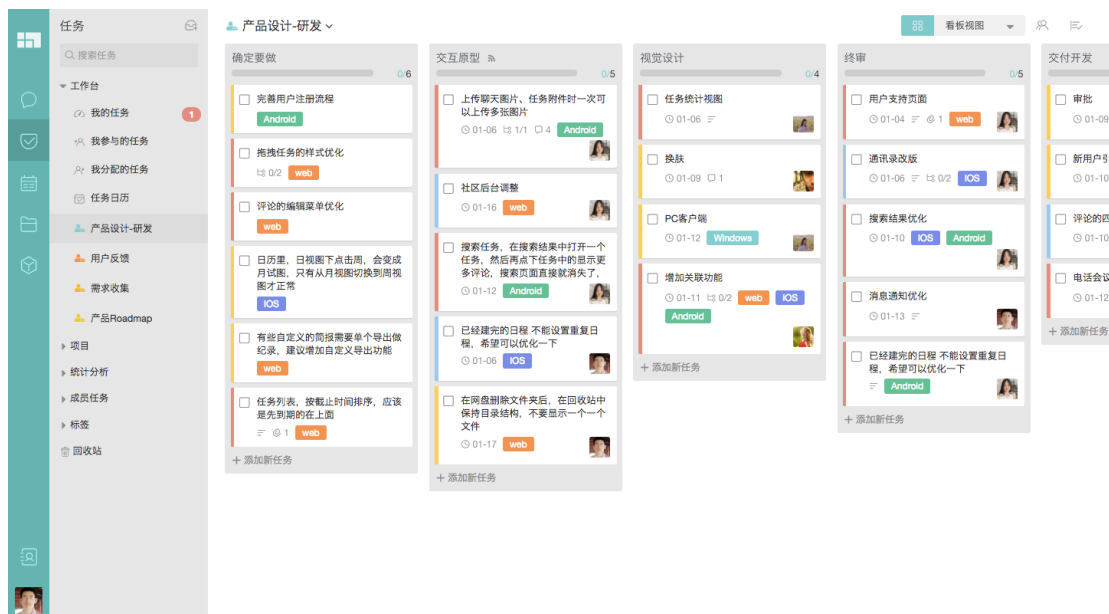 任务
搜索任务
工作台
我的任务
1
我参与的任务
我分配的任务
任务日历
产品设计-研发
用户反馈
需求收集
产品Roadmap
项目
统计分析
成员任务
标签
回收站
产品设计-研发
看板视图
确定要做
0/6
完善用户注册流程
Android
拖拽任务的样式优化
0/2 web
评论的编辑菜单优化
web
日历里，日视图下点击周，会变成
月试图，只有从月视图切换到周视
图才正常
IOS
有些自定义的简报需要单个导出做
纪录，建议增加自定义导出功能
web
任务列表，按截止时间排序，应该
是先到期的在上面
1 web
+ 添加新任务
交互原型
0/5
上传聊天图片、任务附件时一次可
以上传多张图片
01-06 1/1 4 Android
社区后台调整
01-16 web
搜索任务，在搜索结果中打开一个
任务，然后再点下任务中的显示更
多评论，搜索页面直接就消失了，
01-12 Android
已经建完的日程 不能设置重复日
程，希望可以优化一下
01-06 IOS
在网盘删除文件夹后，在回收站中
保持目录结构，不要显示一个一个
文件
01-17 web
+ 添加新任务
视觉设计
0/4
任务统计视图
01-06
换肤
01-09 1
PC客户端
01-12 Windows
增加关联功能
01-11 0/2 web IOS
Android
+ 添加新任务
终审
0/5
用户支持页面
01-04 1 web
通讯录改版
01-06 0/2 IOS
搜索结果优化
01-10 IOS Android
消息通知优化
01-13
已经建完的日程 不能设置重复日
程，希望可以优化一下
Android
+ 添加新任务
交付开发
审批
01-09
新用户引
01-10
评论的四
01-10
电话会议
01-12
+ 添加新任务